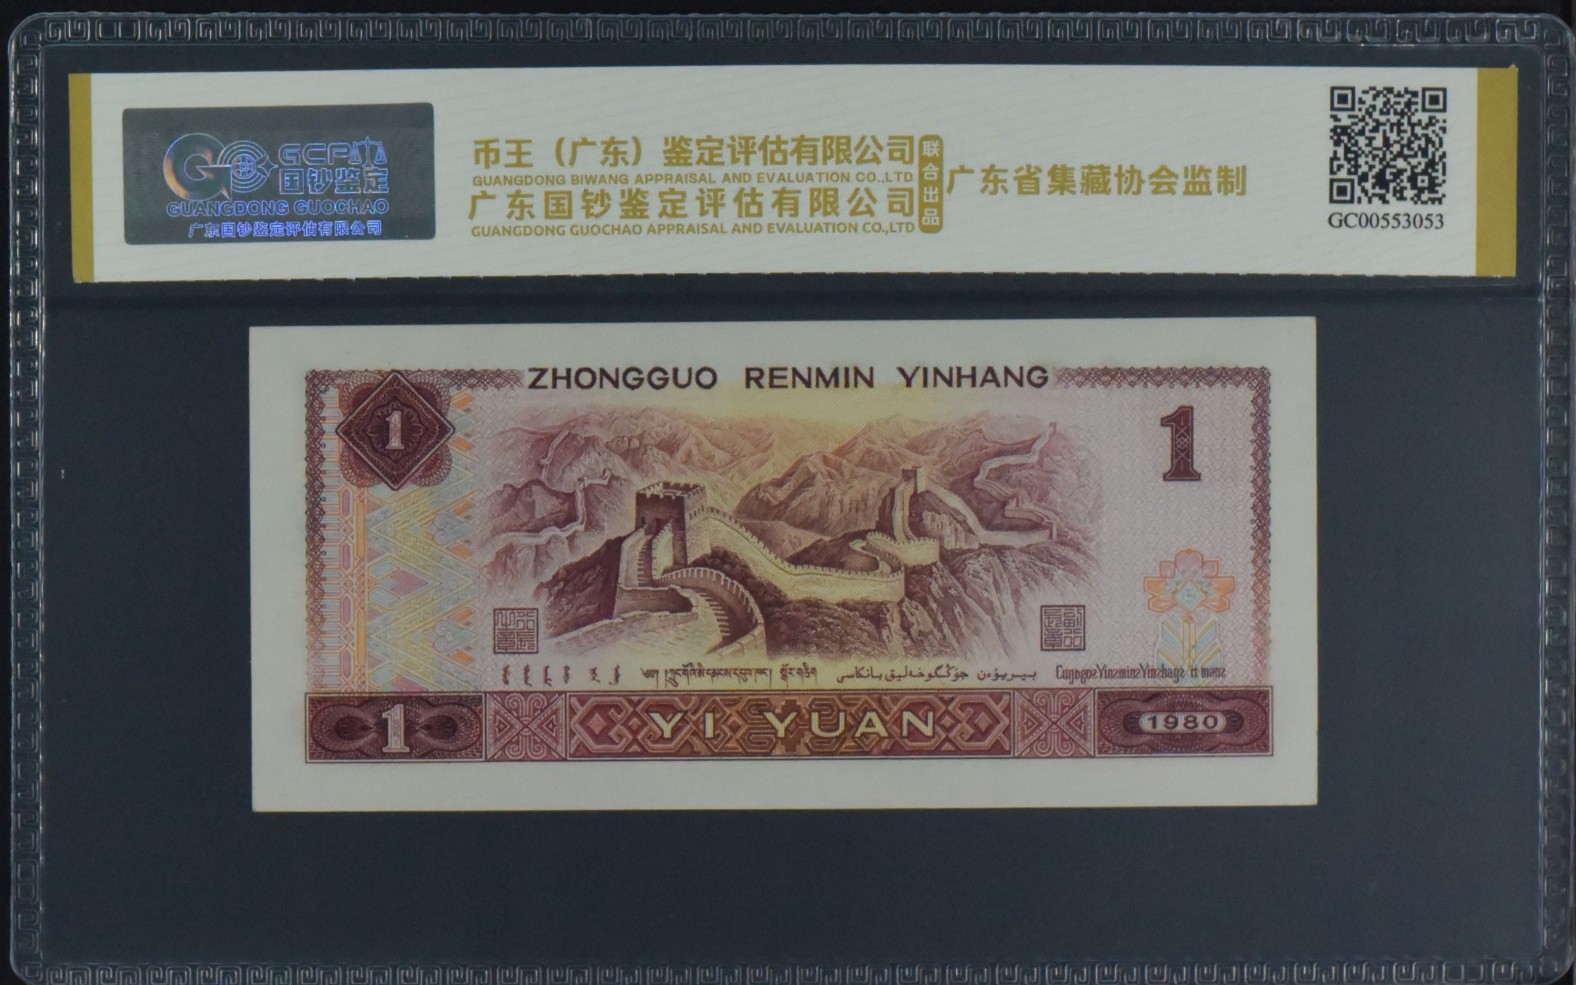 GCPA
国钞鉴定
GUANGDONG GUOCHAO
广东国钞鉴定评估有限公司
币王（广东）鉴定评估有限公司
GUANGDONG BIWANG APPRAISAL AND EVALUATION CO.,LTD
广东国钞鉴定评估有限公司
GUANGDONG GUOCHAO APPRAISAL AND EVALUATION CO.,LTD
联合出品
广东省集藏协会监制
GC00553053
ZHONGGUO RENMIN YINHANG
1
1
YI YUAN
1
1980